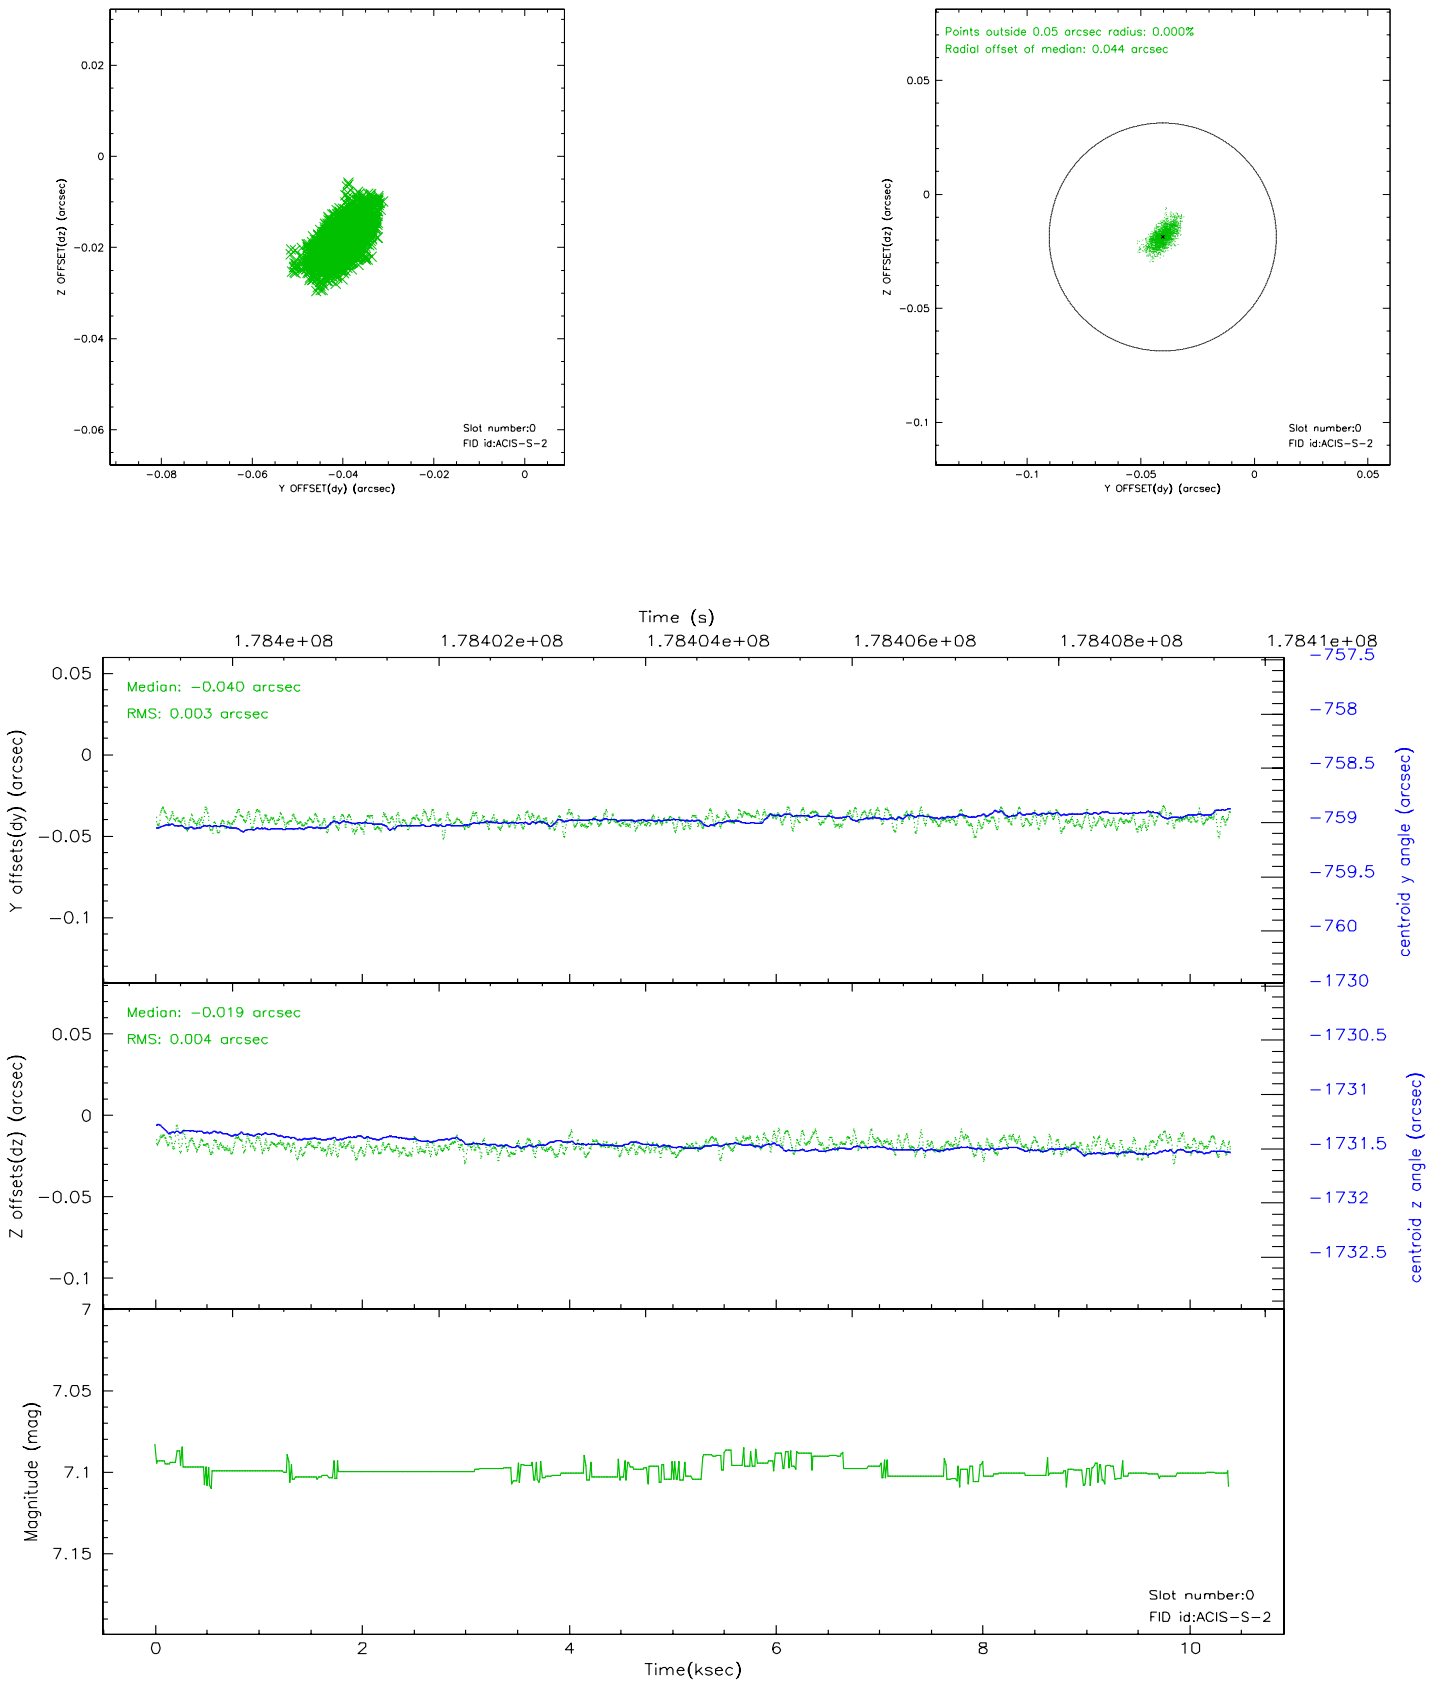 0.02
0
−0.02
−0.04
−0.06
Z OFFSET(dz) (arcsec)
Slot number:0
FID id:ACIS−S−2
−0.08
−0.06
−0.04
−0.02
0
Y OFFSET(dy) (arcsec)
Points outside 0.05 arcsec radius: 0.000%
Radial offset of median: 0.044 arcsec
0.05
0
−0.05
−0.1
Z OFFSET(dz) (arcsec)
Slot number:0
FID id:ACIS−S−2
−0.1
−0.05
0
0.05
Y OFFSET(dy) (arcsec)
Time (s)
1.784e+08
1.78402e+08
1.78404e+08
1.78406e+08
1.78408e+08
1.7841e+08
Median: −0.040 arcsec
RMS: 0.003 arcsec
0.05
0
−0.05
−0.1
Y offsets(dy) (arcsec)
−757.5
−758
−758.5
−759
−759.5
−760
centroid y angle (arcsec)
−1730
Median: −0.019 arcsec
RMS: 0.004 arcsec
0.05
0
−0.05
−0.1
Z offsets(dz) (arcsec)
−1730.5
−1731
−1731.5
−1732
−1732.5
centroid z angle (arcsec)
7
7.05
7.1
7.15
Magnitude (mag)
Slot number:0
FID id:ACIS−S−2
0
2
4
6
8
10
Time(ksec)